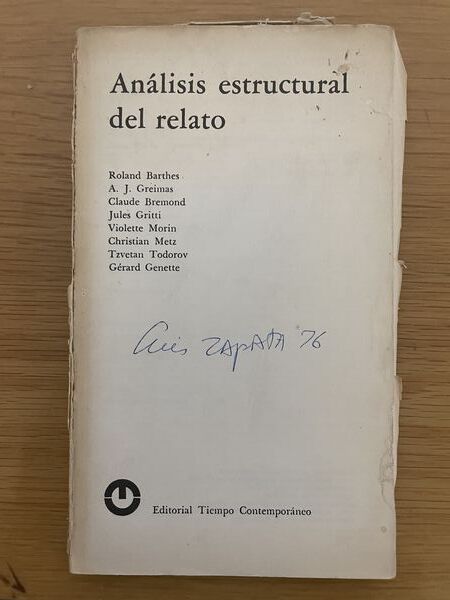 Análisis estructural
del relato
Roland Barthes
A. J. Greimas
Claude Bremond
Jules Gritti
Violette Morin
Christian Metz
Tzvetan Todorov
Gérard Genette
Luis ZAPATA '76
Editorial Tiempo Contemporáneo